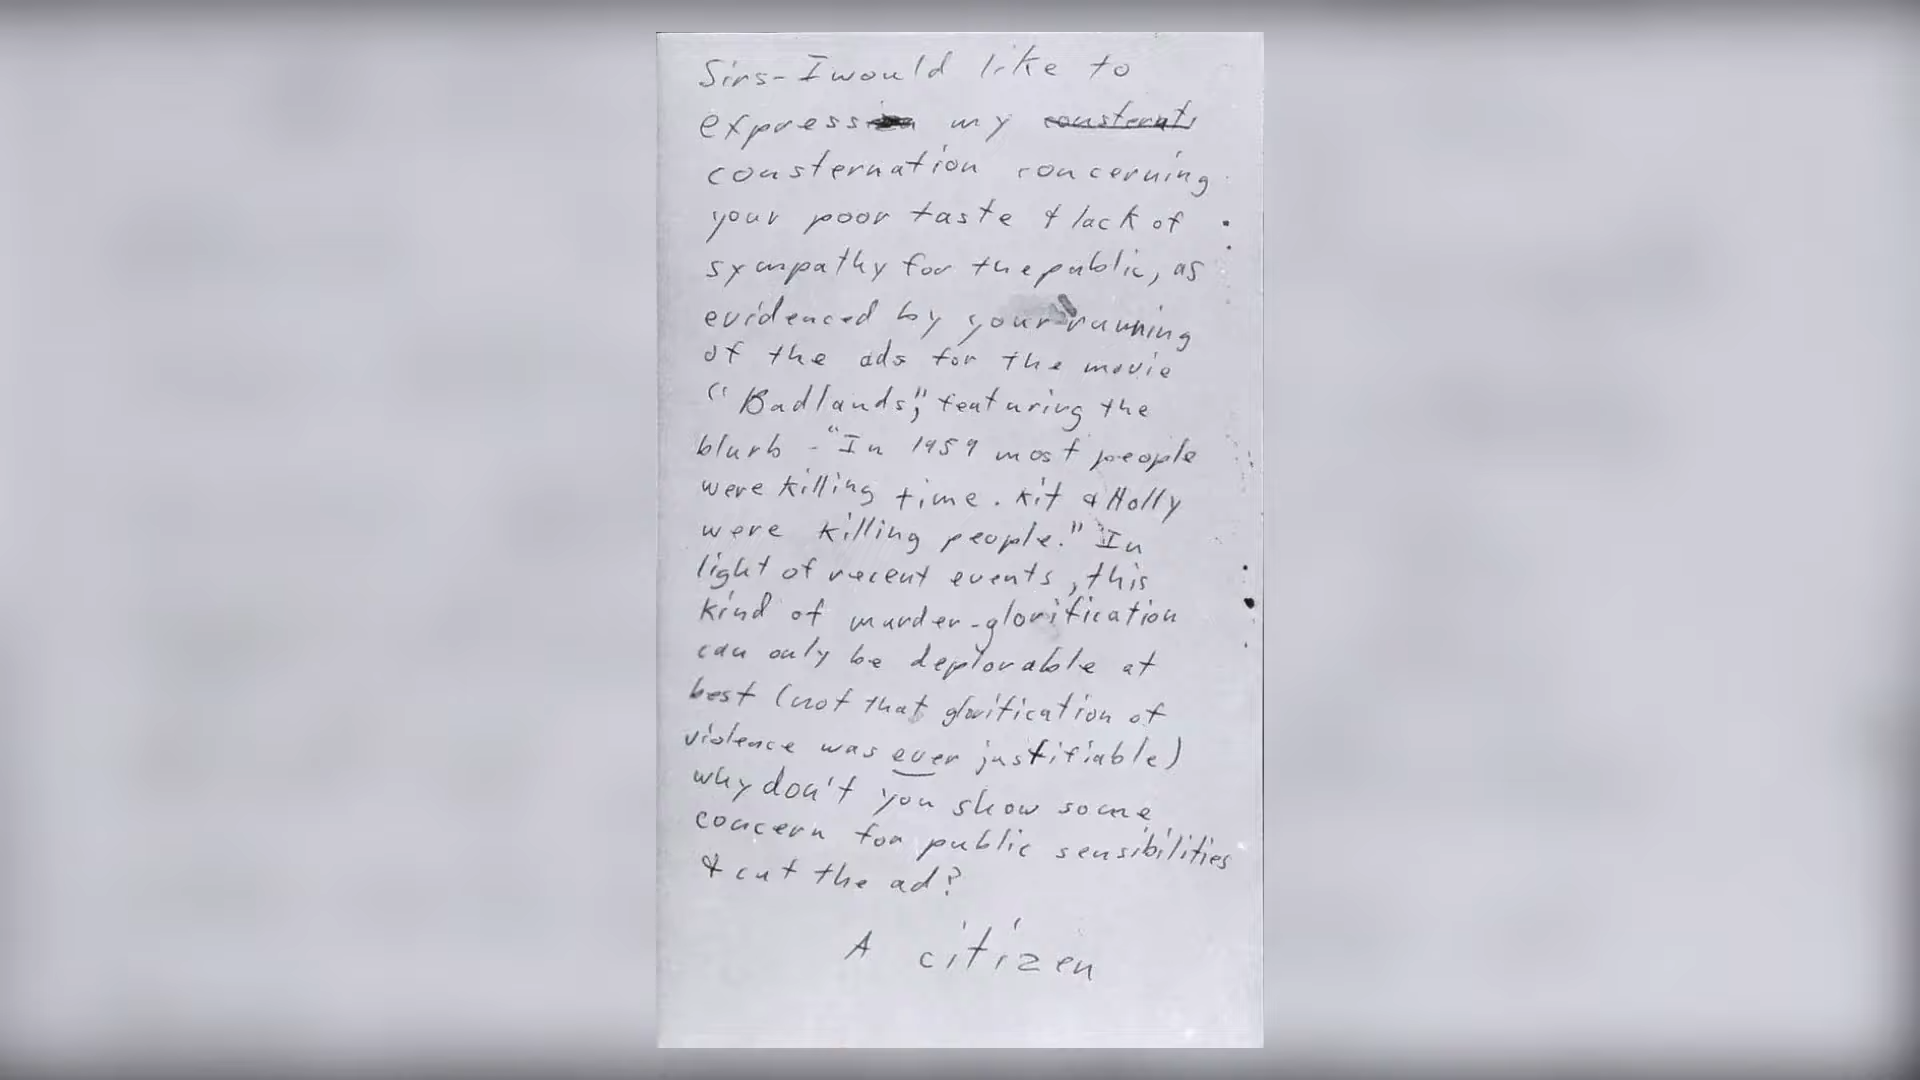 Sirs - I would like to
express my consternati
consternation concerning
your poor taste & lack of
sympathy for the public, as
evidenced by your running
of the ads for the movie
"Badlands," featuring the
blurb - "In 1959 most people
were killing time. Kit & Holly
were killing people." In
light of recent events, this
kind of murder-glorification
can only be deplorable at
best (not that glorification of
violence was ever justifiable)
why don't you show some
concern for public sensibilities
& cut the ad?
A citizen